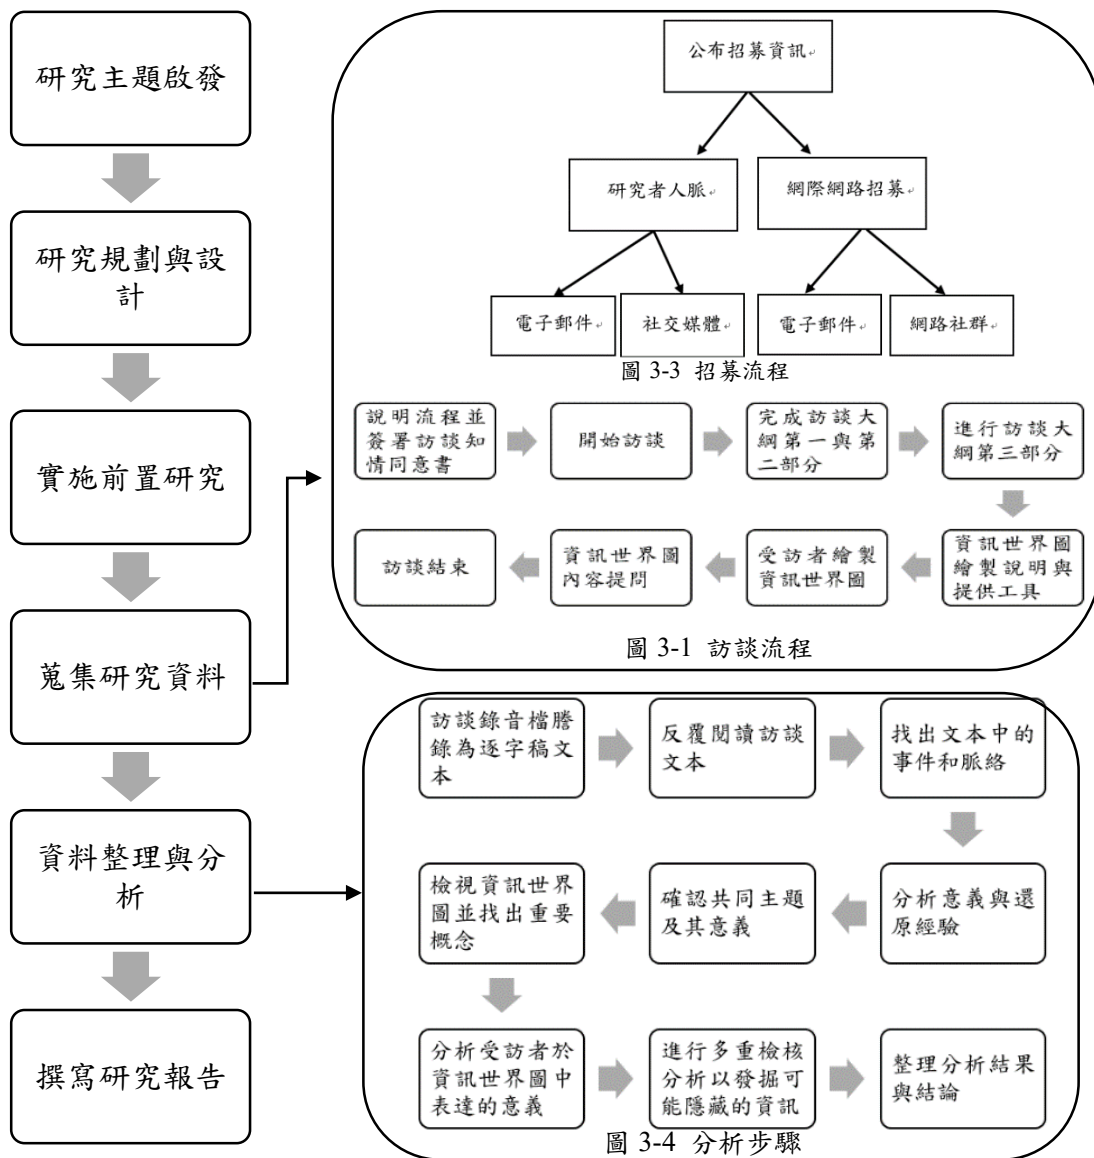 研究主題啟發
研究規劃與設
計
實施前置研究
蒐集研究資料
資料整理與分
析
撰寫研究報告
公布招募資訊
研究者人脈
網際網路招募
電子郵件
社交媒體
電子郵件
網路社群
圖 3-3 招募流程
說明流程並
簽署訪談知
情同意書
開始訪談
完成訪談大
綱第一與第
二部分
進行訪談大
綱第三部分
資訊世界圖
繪製說明與
提供工具
受訪者繪製
資訊世界圖
資訊世界圖
內容提問
訪談結束
圖 3-1 訪談流程
訪談錄音檔謄
錄為逐字稿文
本
反覆閱讀訪談
文本
找出文本中的
事件和脈絡
分析意義與還
原經驗
確認共同主題
及其意義
檢視資訊世界
圖並找出重要
概念
分析受訪者於
資訊世界圖中
表達的意義
進行多重檢核
分析以發掘可
能隱藏的資訊
整理分析結果
與結論
圖 3-4 分析步驟